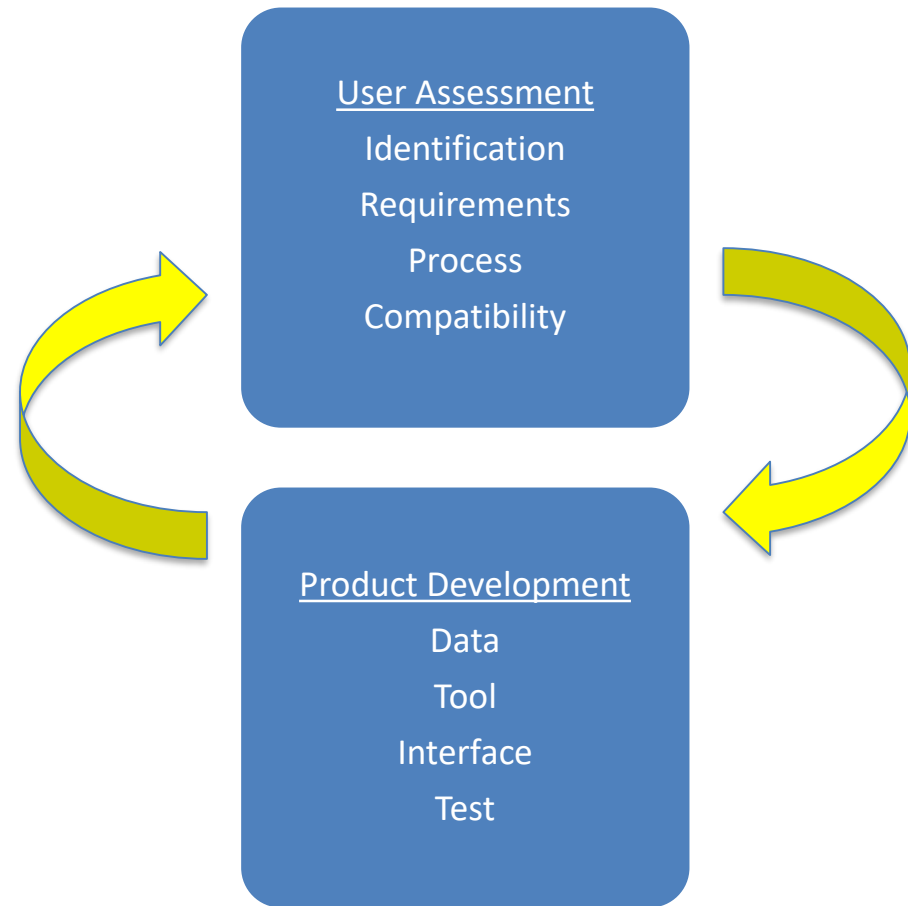 User Assessment
Identification
Requirements
Process
Compatibility
Product Development
Data
Tool
Interface
Test